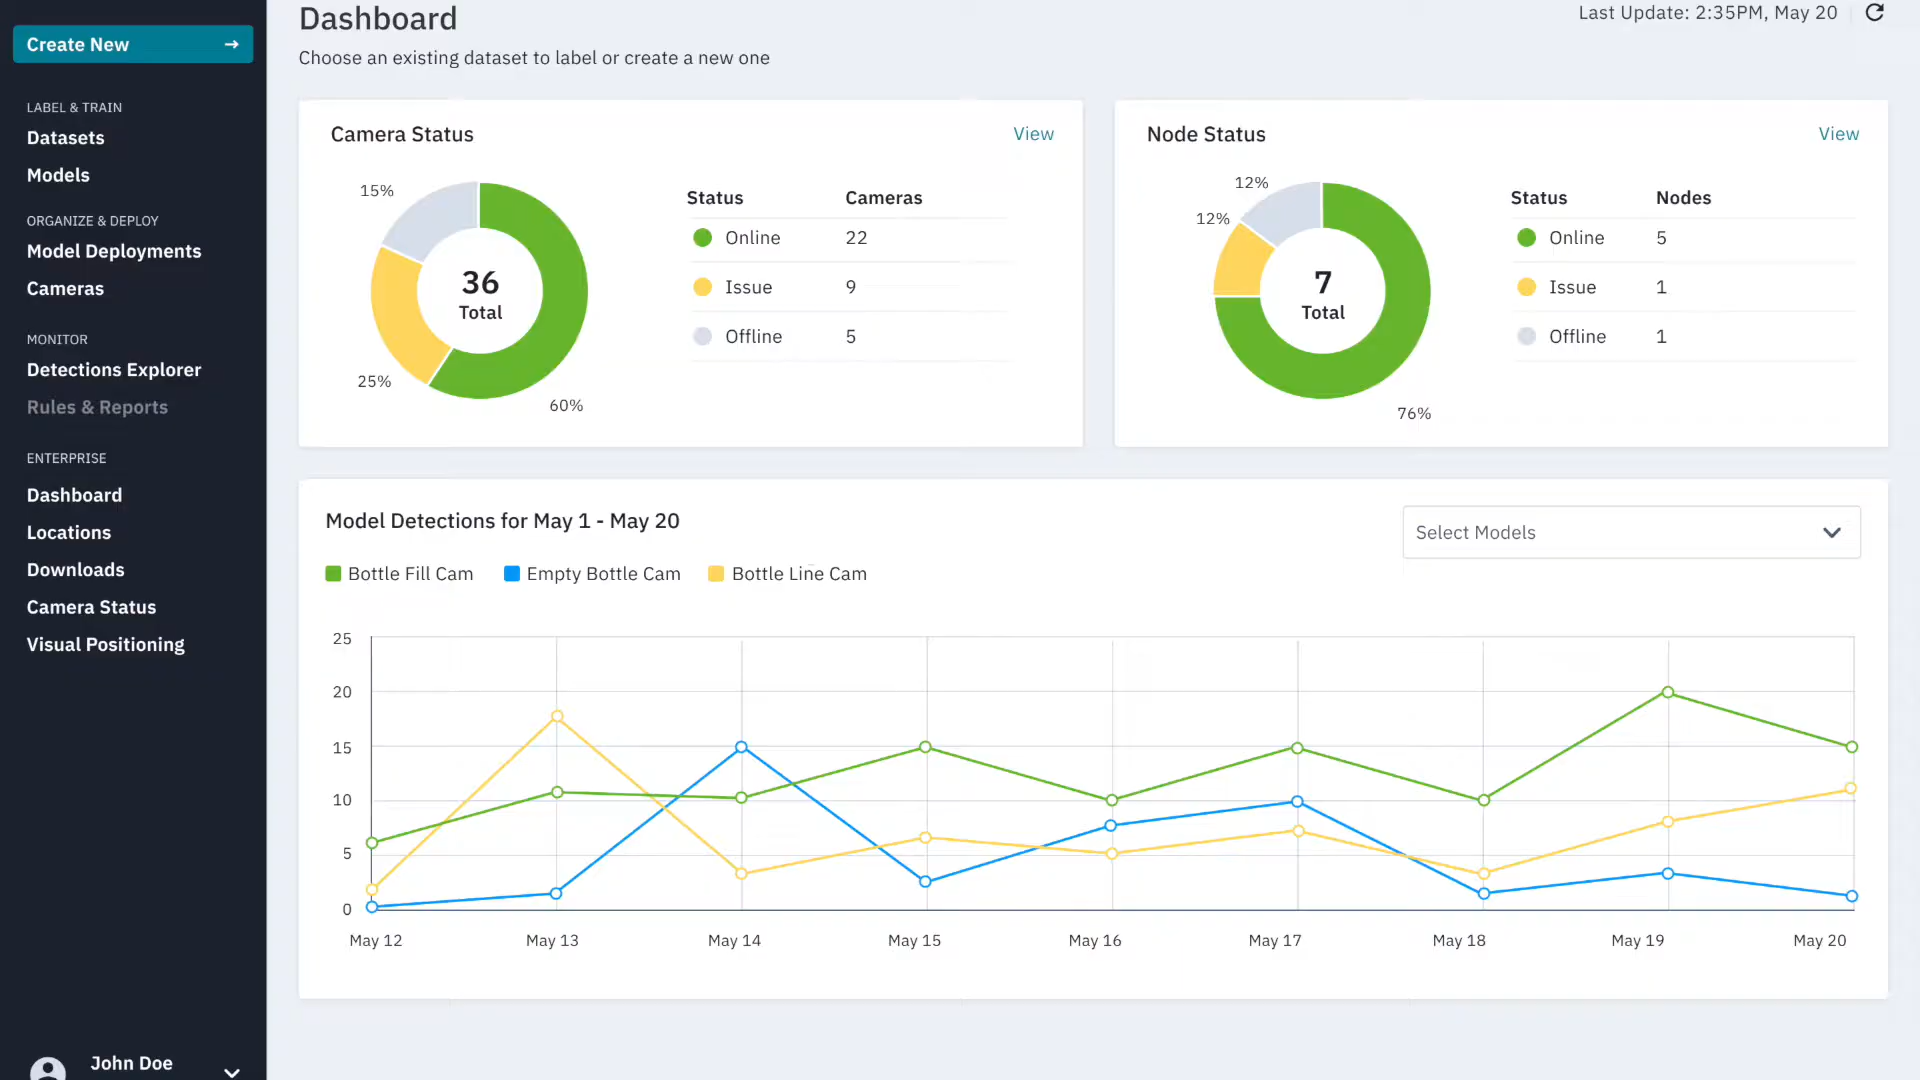 Create New →
LABEL & TRAIN
Datasets
Models
ORGANIZE & DEPLOY
Model Deployments
Cameras
MONITOR
Detections Explorer
Rules & Reports
ENTERPRISE
Dashboard
Locations
Downloads
Camera Status
Visual Positioning
John Doe
Dashboard
Last Update: 2:35PM, May 20
Choose an existing dataset to label or create a new one
Camera Status View
15%
25%
60%
36
Total
Status Cameras
Online 22
Issue 9
Offline 5
Node Status View
12%
12%
76%
7
Total
Status Nodes
Online 5
Issue 1
Offline 1
Model Detections for May 1 - May 20
Select Models
Bottle Fill Cam Empty Bottle Cam Bottle Line Cam
25
20
15
10
5
0
May 12 May 13 May 14 May 15 May 16 May 17 May 18 May 19 May 20